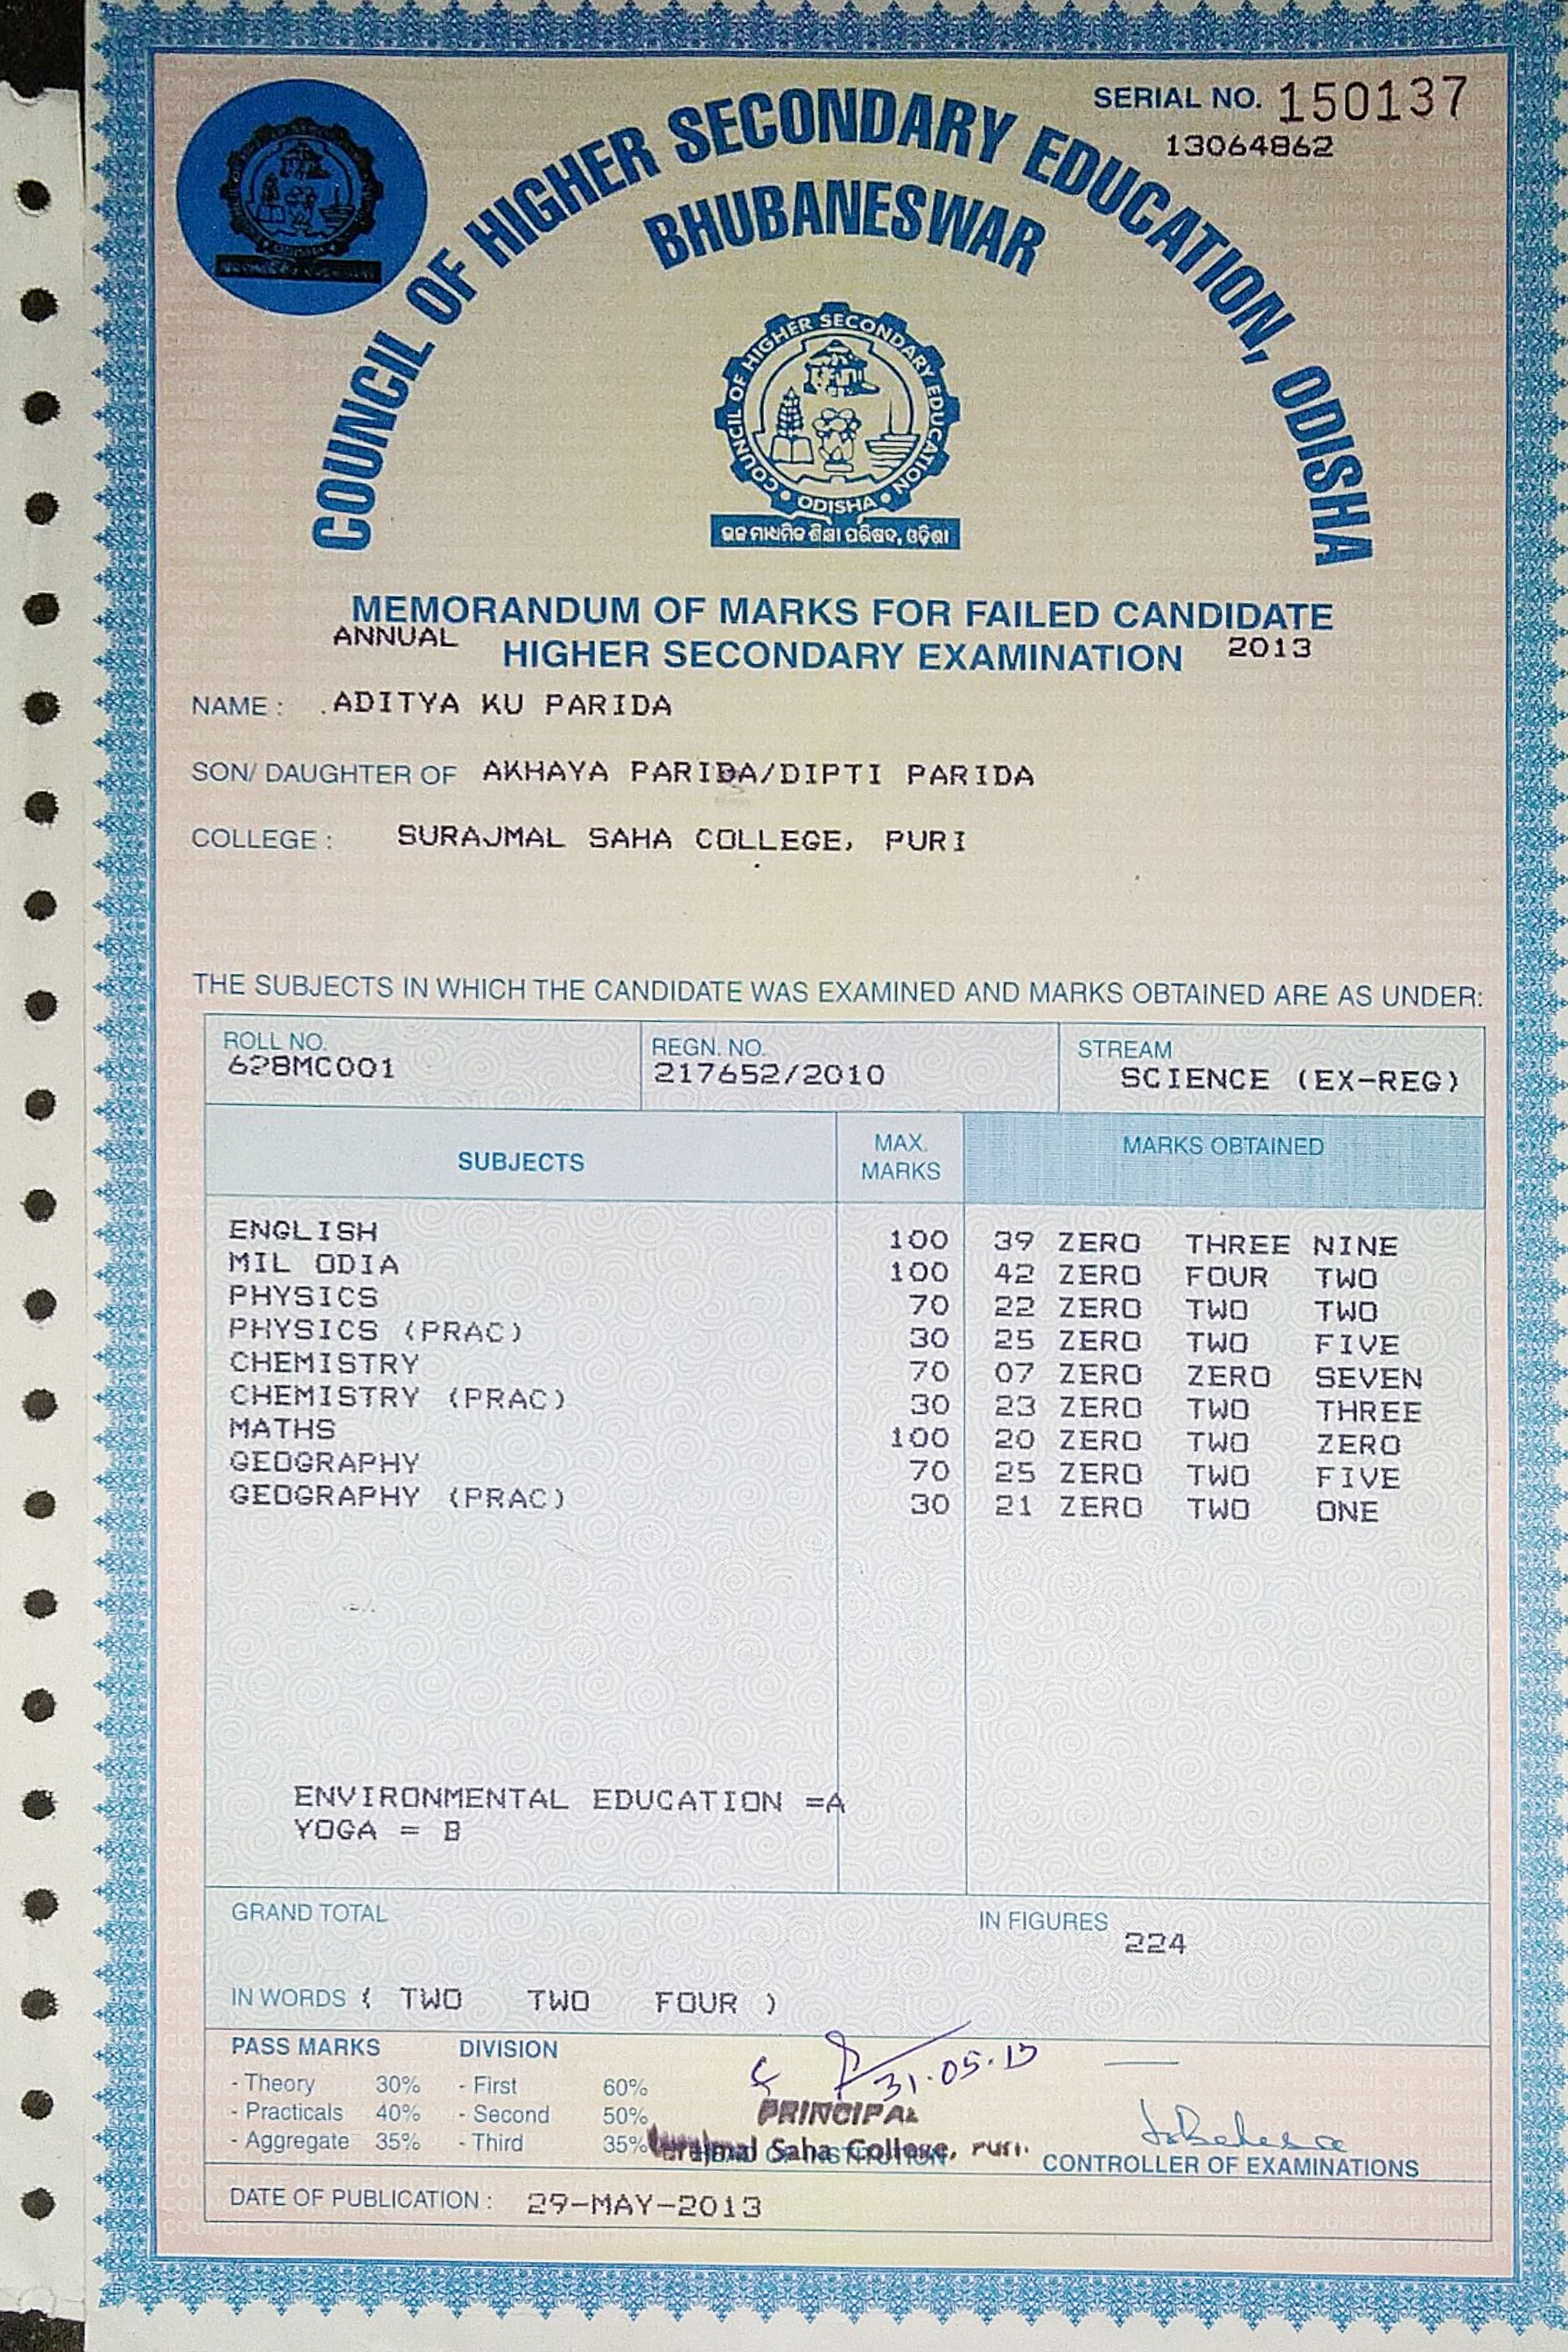 SERIAL NO. 150137
13064862
COUNCIL OF HIGHER SECONDARY EDUCATION, ODISHA
BHUBANESWAR
COUNCIL OF HIGHER SECONDARY EDUCATION
• ODISHA •
ଉଚ୍ଚ ମାଧ୍ୟମିକ ଶିକ୍ଷା ପରିଷଦ, ଓଡ଼ିଶା
MEMORANDUM OF MARKS FOR FAILED CANDIDATE
ANNUAL HIGHER SECONDARY EXAMINATION 2013
NAME : ADITYA KU PARIDA
SON/ DAUGHTER OF AKHAYA PARIDA/DIPTI PARIDA
COLLEGE : SURAJMAL SAHA COLLEGE, PURI
THE SUBJECTS IN WHICH THE CANDIDATE WAS EXAMINED AND MARKS OBTAINED ARE AS UNDER:
ROLL NO. REGN. NO. STREAM
628MC001 217652/2010 SCIENCE (EX-REG)
SUBJECTS MAX. MARKS MARKS OBTAINED
ENGLISH 100 39 ZERO THREE NINE
MIL ODIA 100 42 ZERO FOUR TWO
PHYSICS 70 22 ZERO TWO TWO
PHYSICS (PRAC) 30 25 ZERO TWO FIVE
CHEMISTRY 70 07 ZERO ZERO SEVEN
CHEMISTRY (PRAC) 30 23 ZERO TWO THREE
MATHS 100 20 ZERO TWO ZERO
GEOGRAPHY 70 25 ZERO TWO FIVE
GEOGRAPHY (PRAC) 30 21 ZERO TWO ONE
ENVIRONMENTAL EDUCATION =A
YOGA = B
GRAND TOTAL IN FIGURES 224
IN WORDS ( TWO TWO FOUR )
PASS MARKS DIVISION
- Theory 30% - First 60%
- Practicals 40% - Second 50%
- Aggregate 35% - Third 35%
31.05.13
PRINCIPAL
Saha College, Puri.
OF INSTITUTION
CONTROLLER OF EXAMINATIONS
DATE OF PUBLICATION : 29-MAY-2013